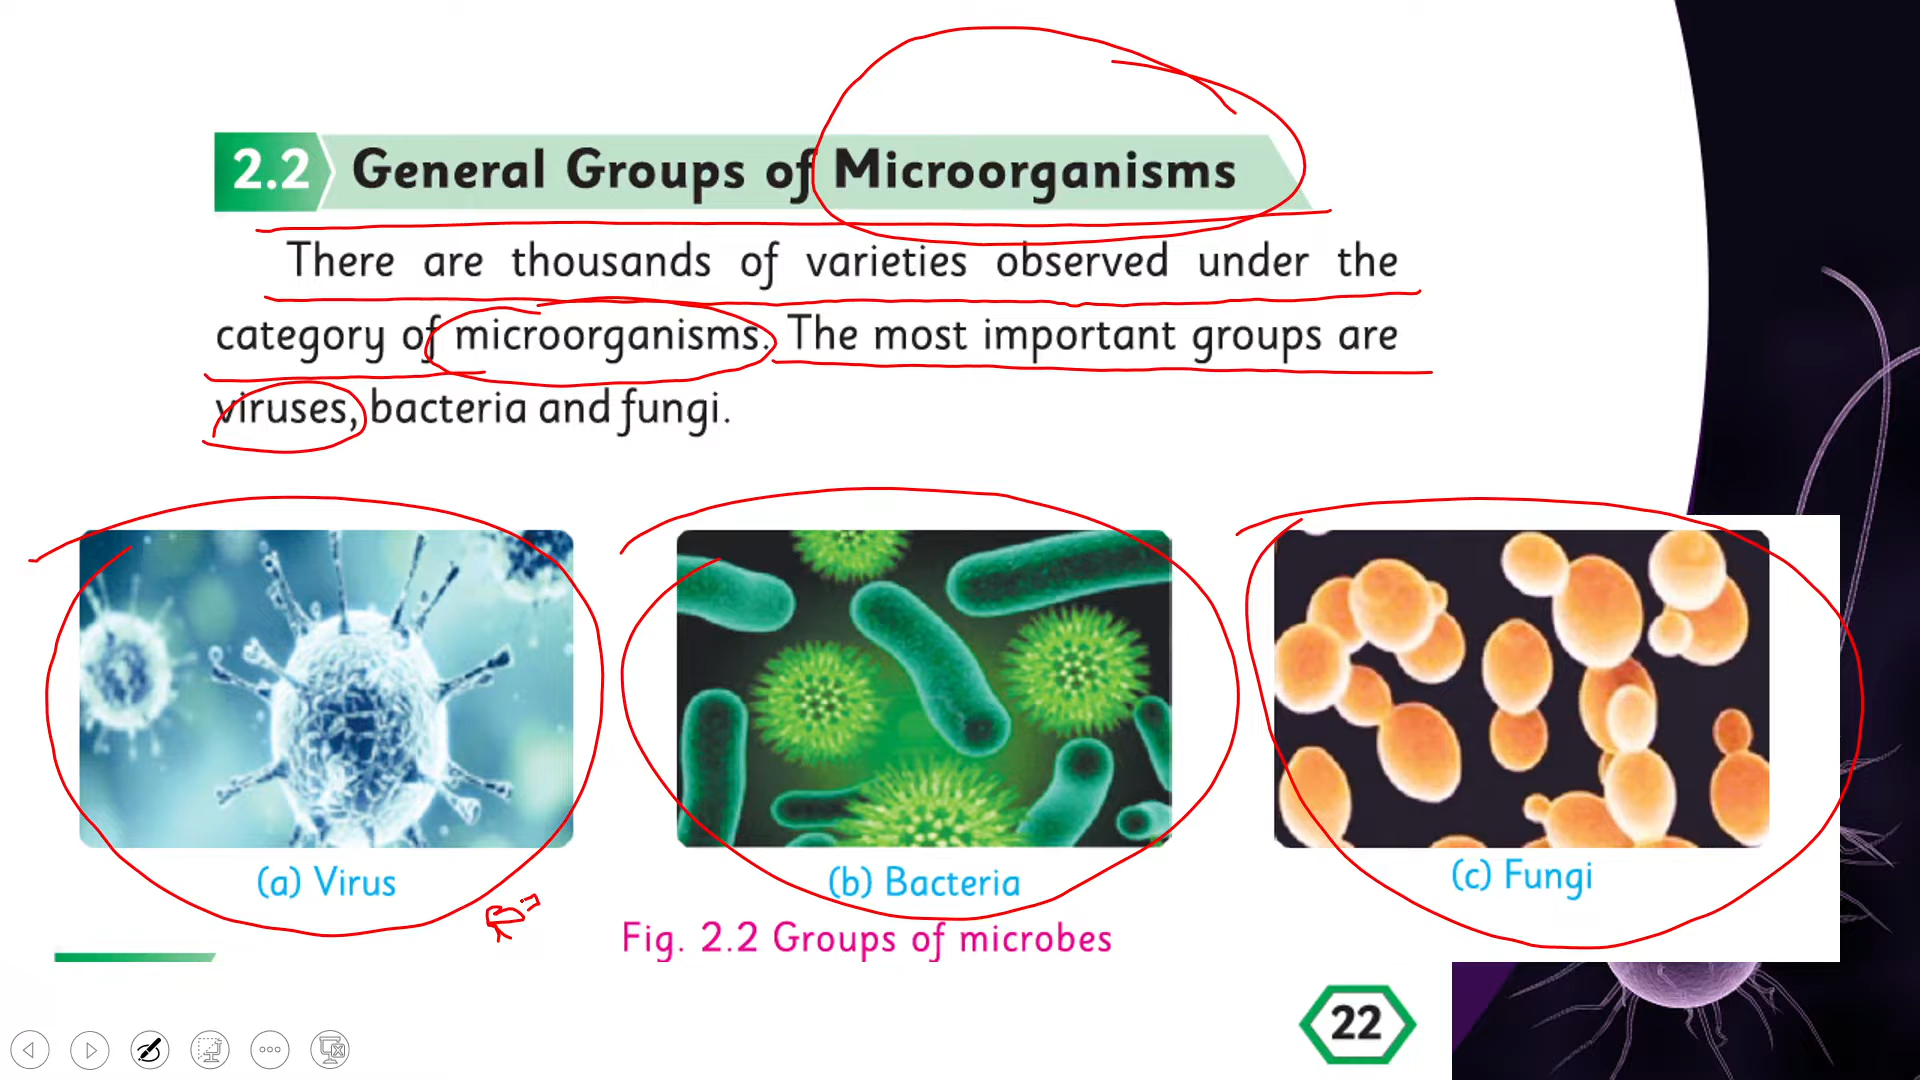 2.2 General Groups of Microorganisms
There are thousands of varieties observed under the
category of microorganisms. The most important groups are
viruses, bacteria and fungi.
(a) Virus
(b) Bacteria
(c) Fungi
Fig. 2.2 Groups of microbes
22